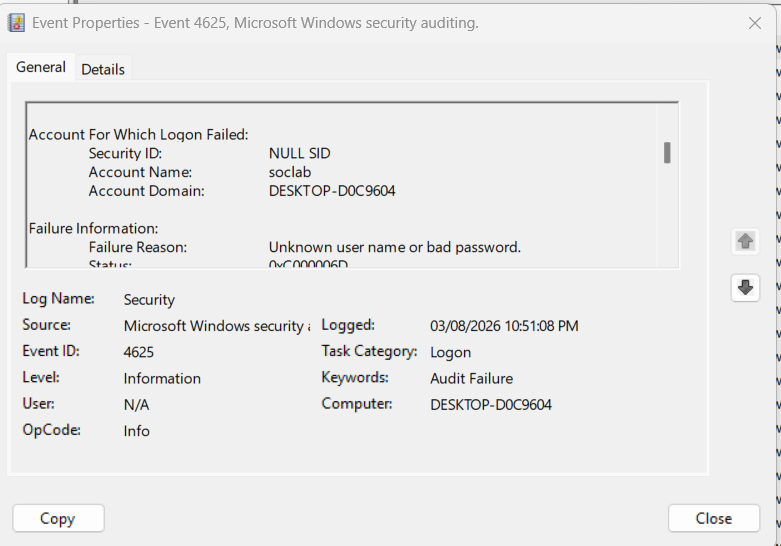 Event Properties - Event 4625, Microsoft Windows security auditing.
General Details
Account For Which Logon Failed:
Security ID: NULL SID
Account Name: soclab
Account Domain: DESKTOP-D0C9604
Failure Information:
Failure Reason: Unknown user name or bad password.
Status: 0xC000006D
Log Name: Security
Source: Microsoft Windows security Logged: 03/08/2026 10:51:08 PM
Event ID: 4625 Task Category: Logon
Level: Information Keywords: Audit Failure
User: N/A Computer: DESKTOP-D0C9604
OpCode: Info
Copy Close